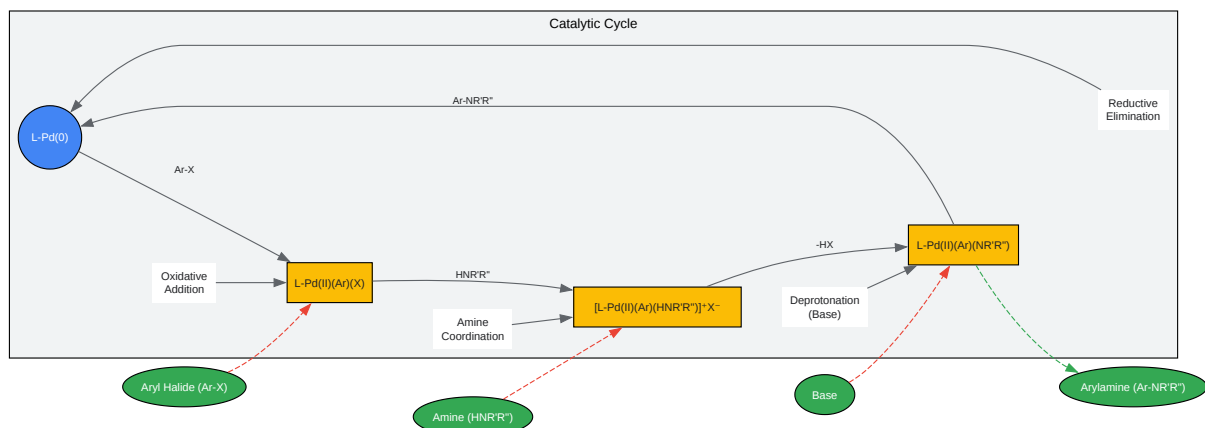 Catalytic Cycle
Ar-NR'R"
Reductive
Elimination
L-Pd(0)
Ar-X
L-Pd(II)(Ar)(NR'R")
-HX
Oxidative
Addition
L-Pd(II)(Ar)(X)
HNR'R"
[L-Pd(II)(Ar)(HNR'R")]⁺X⁻
Deprotonation
(Base)
Amine
Coordination
Aryl Halide (Ar-X)
Amine (HNR'R")
Base
Arylamine (Ar-NR'R")